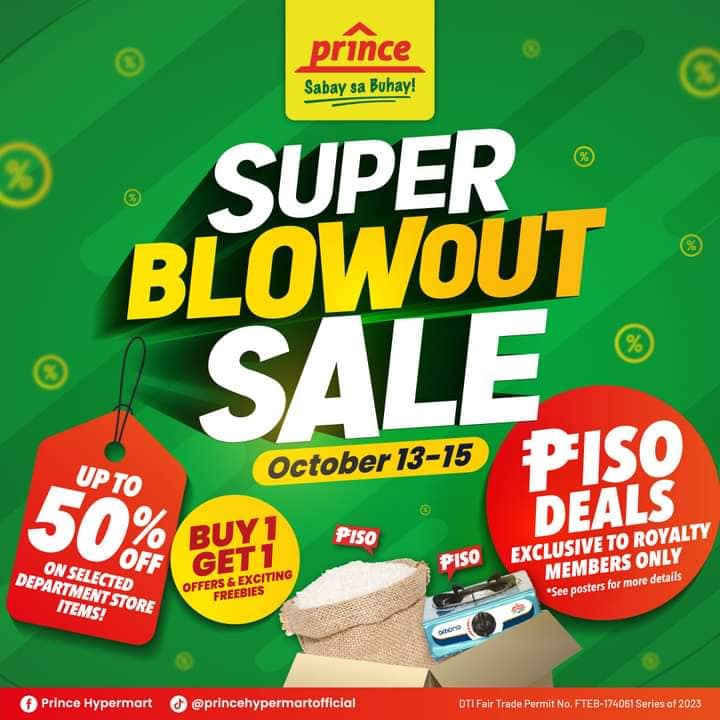 prince
Sabay sa Buhay!
SUPER
BLOWOUT
SALE
October 13-15
UP TO
50% OFF
ON SELECTED
DEPARTMENT STORE
ITEMS!
BUY 1
GET 1
OFFERS & EXCITING
FREEBIES
₱ISO
₱ISO
₱ISO
DEALS
EXCLUSIVE TO ROYALTY
MEMBERS ONLY
*See posters for more details
Prince Hypermart
@princehypermartofficial
DTI Fair Trade Permit No. FTEB-174061 Series of 2023